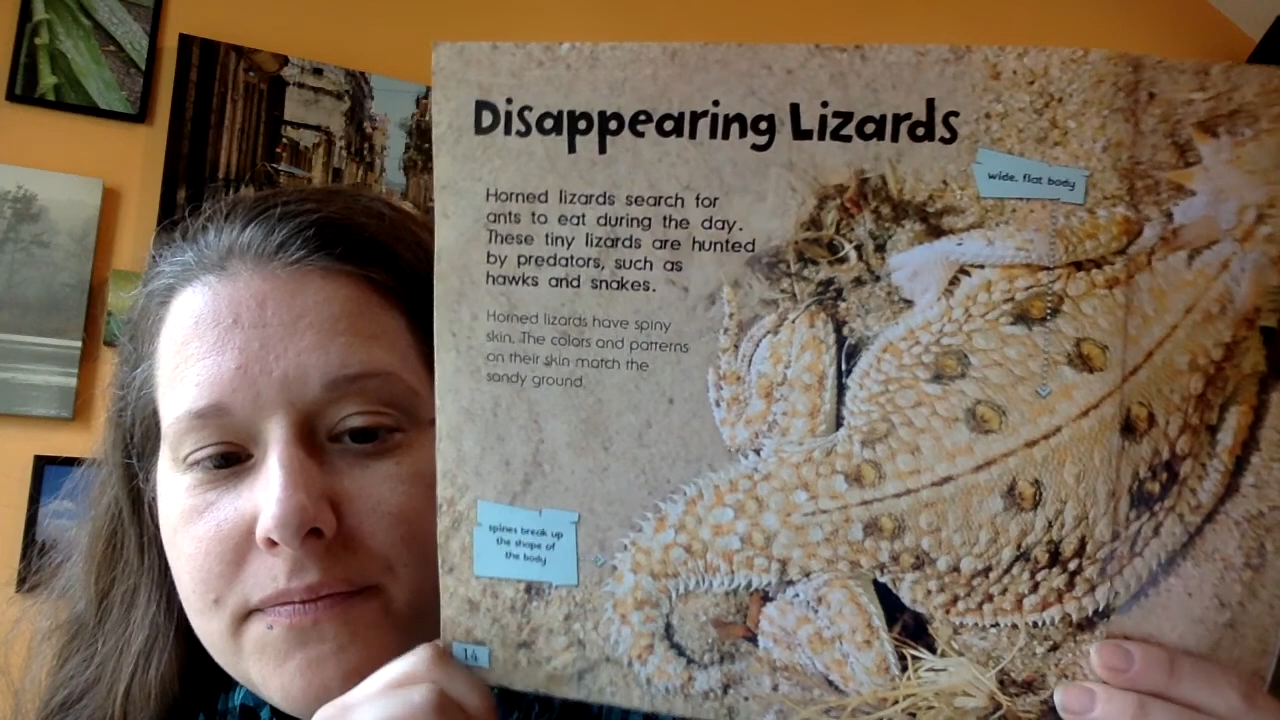 Disappearing Lizards
wide, flat body
Horned lizards search for
ants to eat during the day.
These tiny lizards are hunted
by predators, such as
hawks and snakes.
Horned lizards have spiny
skin. The colors and patterns
on their skin match the
sandy ground.
spines break up
the shape of
the body
14